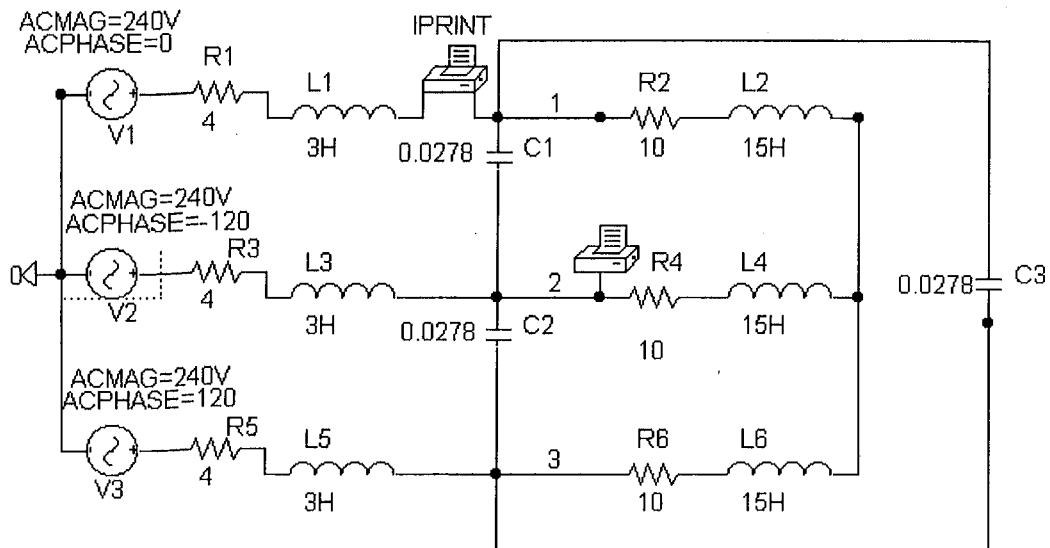 ACMAG=240V
ACPHASE=0
IPRINT
R1
L1
1
R2
L2
V1
4
3H
0.0278
C1
10
15H
ACMAG=240V
ACPHASE=-120
R3
L3
2
R4
L4
0
V2
4
3H
0.0278
C2
10
15H
0.0278
C3
ACMAG=240V
ACPHASE=120
R5
L5
3
R6
L6
V3
4
3H
10
15H